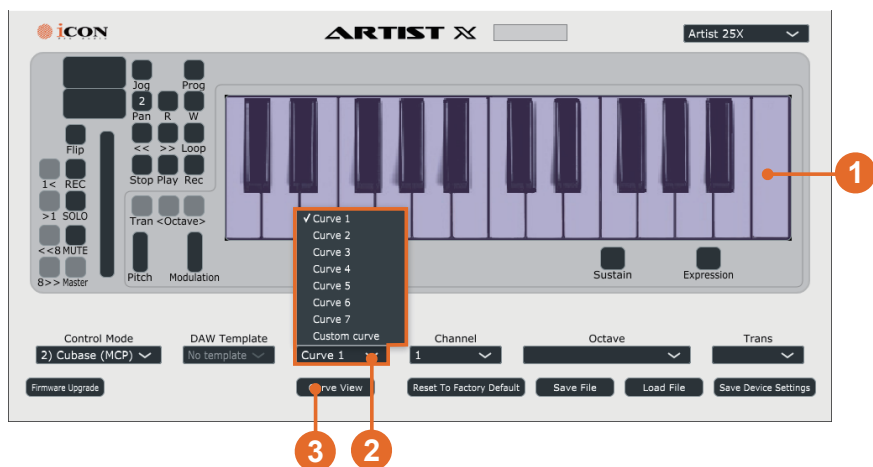 iCON
PRO AUDIO
ARTIST X
Artist 25X
Jog Prog
2
Pan R W
<< >> Loop
Flip
Stop Play Rec
1< REC
>1 SOLO
<<8 MUTE
8>> Master
Tran <Octave>
Pitch Modulation
✓ Curve 1
Curve 2
Curve 3
Curve 4
Curve 5
Curve 6
Curve 7
Custom curve
Sustain Expression
1
Control Mode DAW Template Channel Octave Trans
2) Cubase (MCP) No template Curve 1 1
Firmware Upgrade Curve View Reset To Factory Default Save File Load File Save Device Settings
3 2